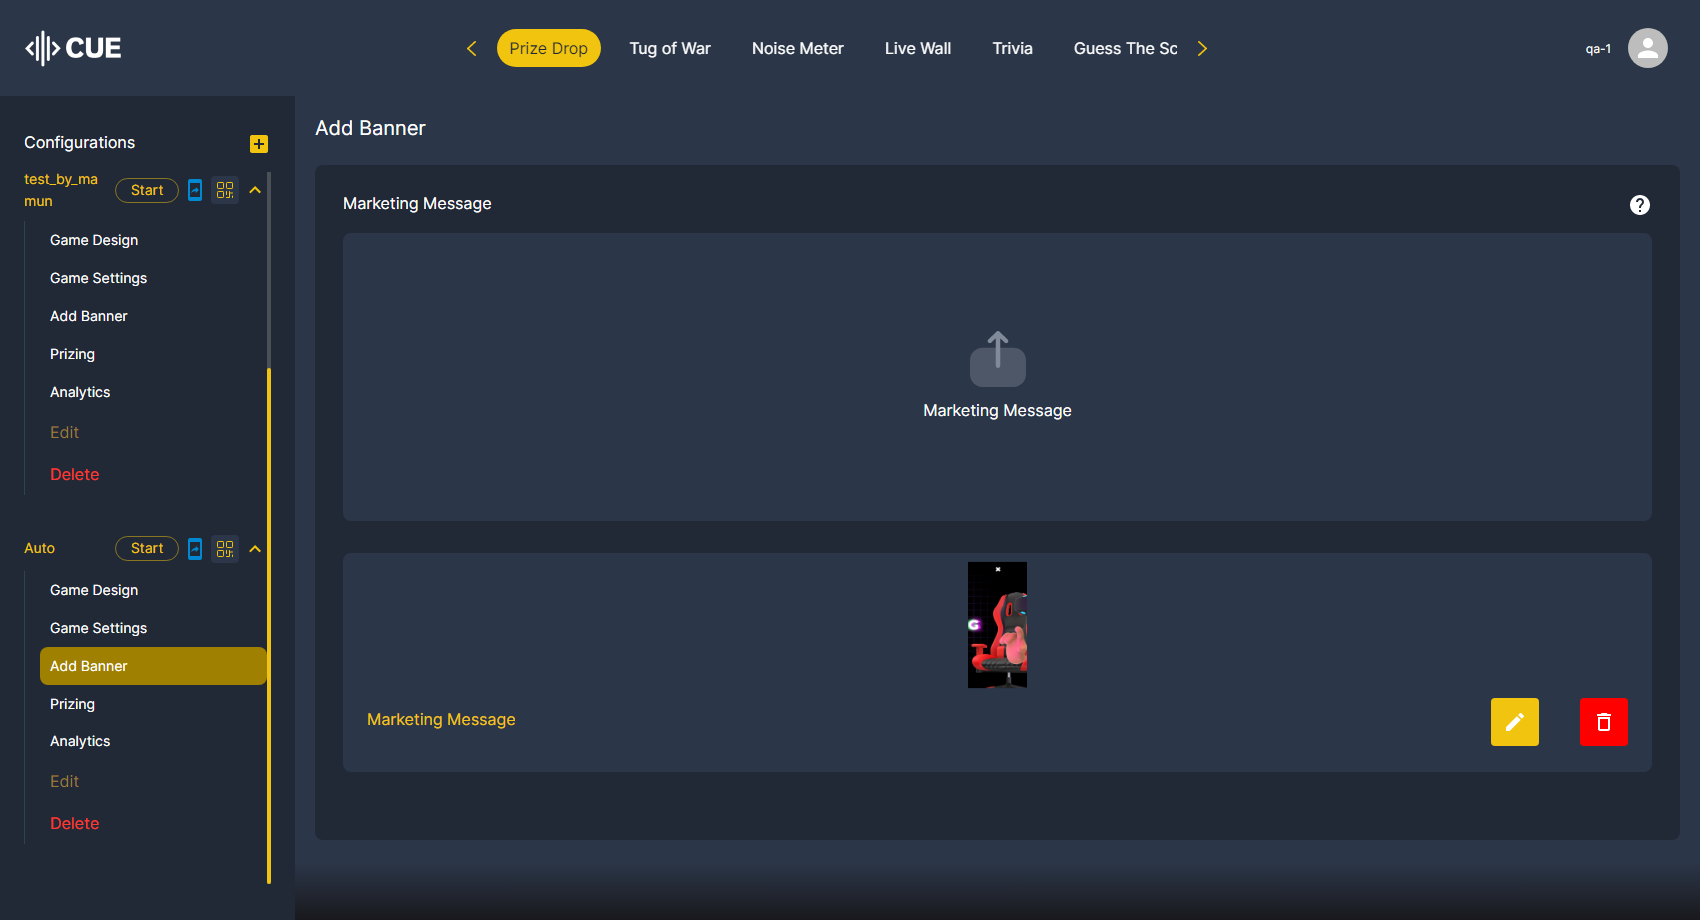 CUE
Prize Drop
Tug of War
Noise Meter
Live Wall
Trivia
Guess The Sc
qa-1
Configurations
test_by_ma
mun
Start
Game Design
Game Settings
Add Banner
Prizing
Analytics
Edit
Delete
Auto
Start
Game Design
Game Settings
Add Banner
Prizing
Analytics
Edit
Delete
Add Banner
Marketing Message
?
Marketing Message
G
Marketing Message